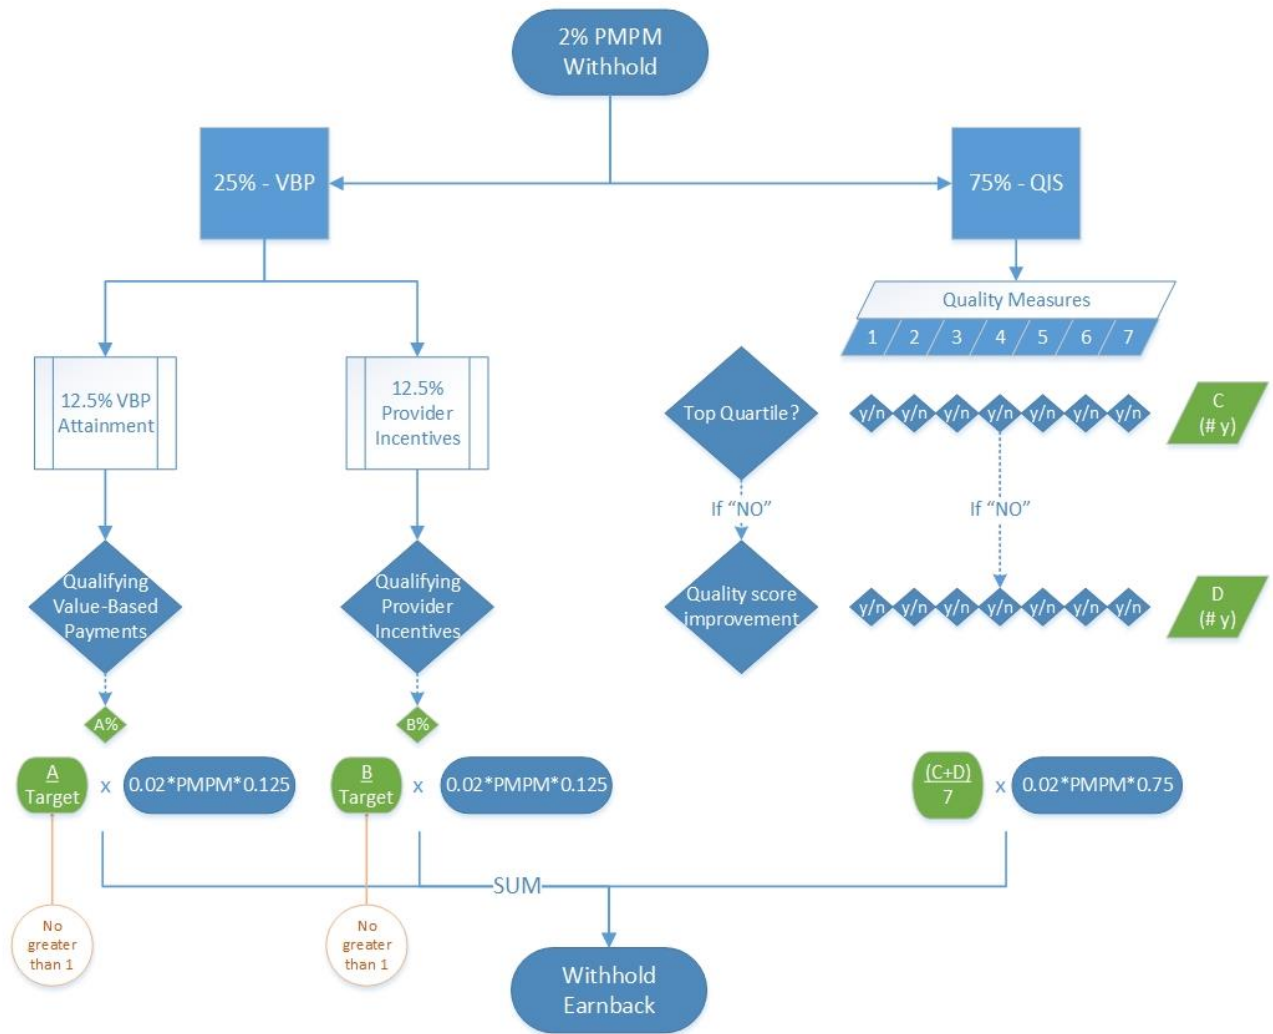 2% PMPM
Withhold
25% - VBP
75% - QIS
Quality Measures
1 2 3 4 5 6 7
12.5% VBP
Attainment
12.5%
Provider
Incentives
Top Quartile?
y/n y/n y/n y/n y/n y/n y/n
C
(# y)
If “NO”
If “NO”
Qualifying
Value-Based
Payments
Qualifying
Provider
Incentives
Quality score
improvement
y/n y/n y/n y/n y/n y/n y/n
D
(# y)
A%
B%
A
Target
x
0.02*PMPM*0.125
B
Target
x
0.02*PMPM*0.125
(C+D)
7
x
0.02*PMPM*0.75
SUM
No
greater
than 1
No
greater
than 1
Withhold
Earnback